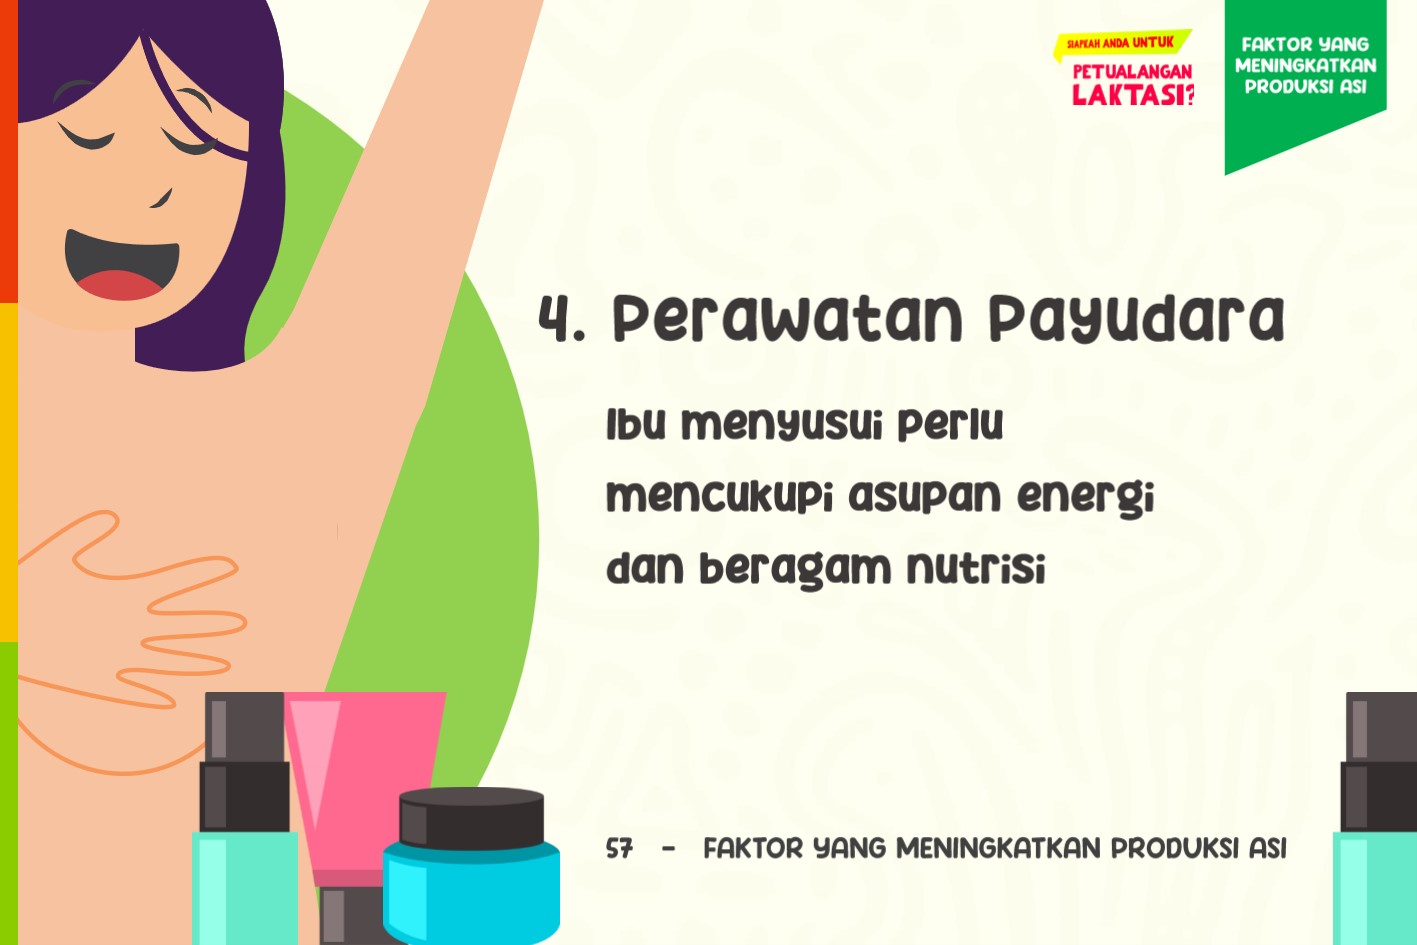 SIAPKAH ANDA UNTUK
PETUALANGAN
LAKTASI?
FAKTOR YANG
MENINGKATKAN
PRODUKSI ASI
4. Perawatan Payudara
Ibu menyusui perlu
mencukupi asupan energi
dan beragam nutrisi
57 - FAKTOR YANG MENINGKATKAN PRODUKSI ASI